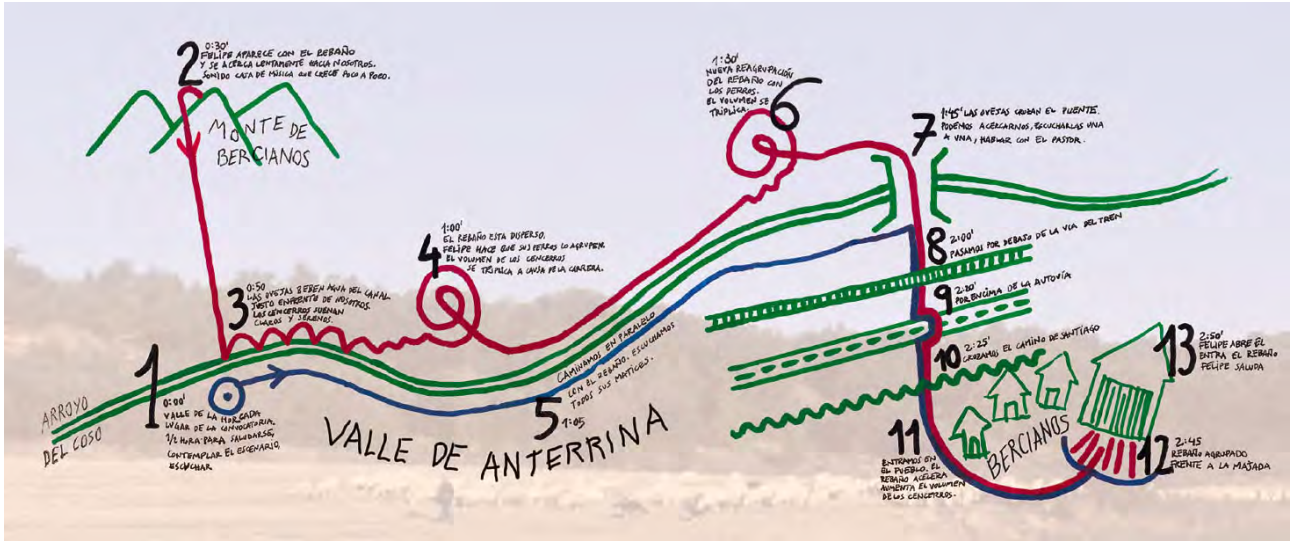 1
0:00'
VALLE DE LA HORCADA
LUGAR DE LA CONVOCATORIA.
1/2 HORA PARA SALUDARSE,
CONTEMPLAR EL ESCENARIO,
ESCUCHAR
ARROYO
DEL COSO
2
0:30'
FELIPE APARECE CON EL REBAÑO
Y SE ACERCA LENTAMENTE HACIA NOSOTROS.
SONIDO CAJA DE MÚSICA QUE CRECE POCO A POCO.
MONTE DE
BERCIANOS
3
0:50
LAS OVEJAS BEBEN AGUA DEL CANAL
JUSTO ENFRENTE DE NOSOTROS.
LOS CENCERROS SUENAN
CLAROS Y SERENOS.
4
1:00'
EL REBAÑO ESTA DISPERSO.
FELIPE HACE QUE SUS PERROS LO AGRUPEN.
EL VOLUMEN DE LOS CENCERROS
SE TRIPLICA A CAUSA DE LA CARRERA.
5
1:05
CAMINAMOS EN PARALELO
CON EL REBAÑO. ESCUCHAMOS
TODOS SUS MATICES.
VALLE DE ANTERRINA
6
1:30'
NUEVA REAGRUPACIÓN
DEL REBAÑO CON
LOS PERROS.
EL VOLUMEN SE
TRIPLICA.
7
1:45' LAS OVEJAS CRUZAN EL PUENTE.
PODEMOS ACERCARNOS, ESCUCHARLAS UNA
A UNA, HABLAR CON EL PASTOR.
8
2:00'
PASAMOS POR DEBAJO DE LA VIA DEL TREN
9
2:20'
POR ENCIMA DE LA AUTOVÍA
10
2:25'
CRUZAMOS EL CAMINO DE SANTIAGO
11
ENTRAMOS EN
EL PUEBLO. EL
REBAÑO ACELERA
AUMENTA EL VOLUMEN
DE LOS CENCERROS.
BERCIANOS
12
2:45
REBAÑO AGRUPADO
FRENTE A LA MAJADA
13
2:50'
FELIPE ABRE EL
ENTRA EL REBAÑO
FELIPE SALUDA